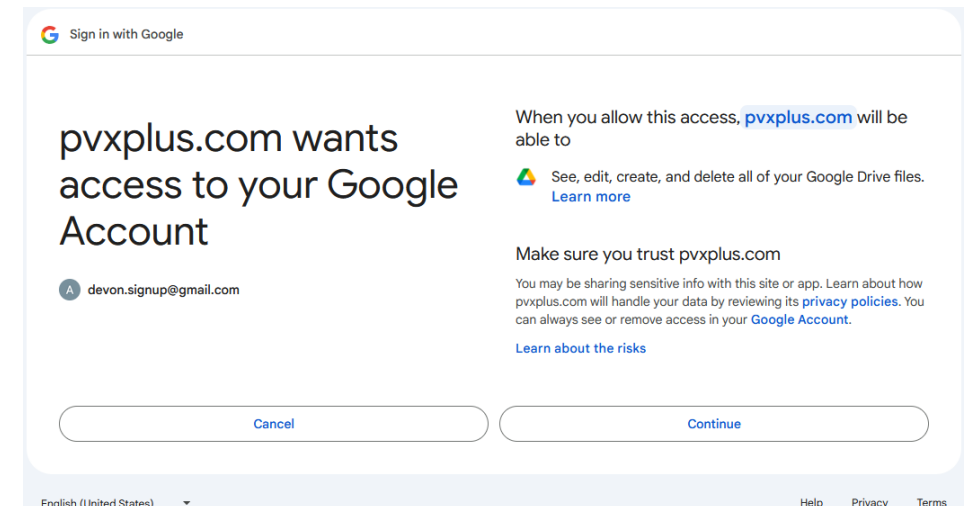 Sign in with Google
pvxplus.com wants
access to your Google
Account
A devon.signup@gmail.com
When you allow this access, pvxplus.com will be
able to
See, edit, create, and delete all of your Google Drive files.
Learn more
Make sure you trust pvxplus.com
You may be sharing sensitive info with this site or app. Learn about how
pvxplus.com will handle your data by reviewing its privacy policies. You
can always see or remove access in your Google Account.
Learn about the risks
Cancel
Continue
English (United States)
Help Privacy Terms